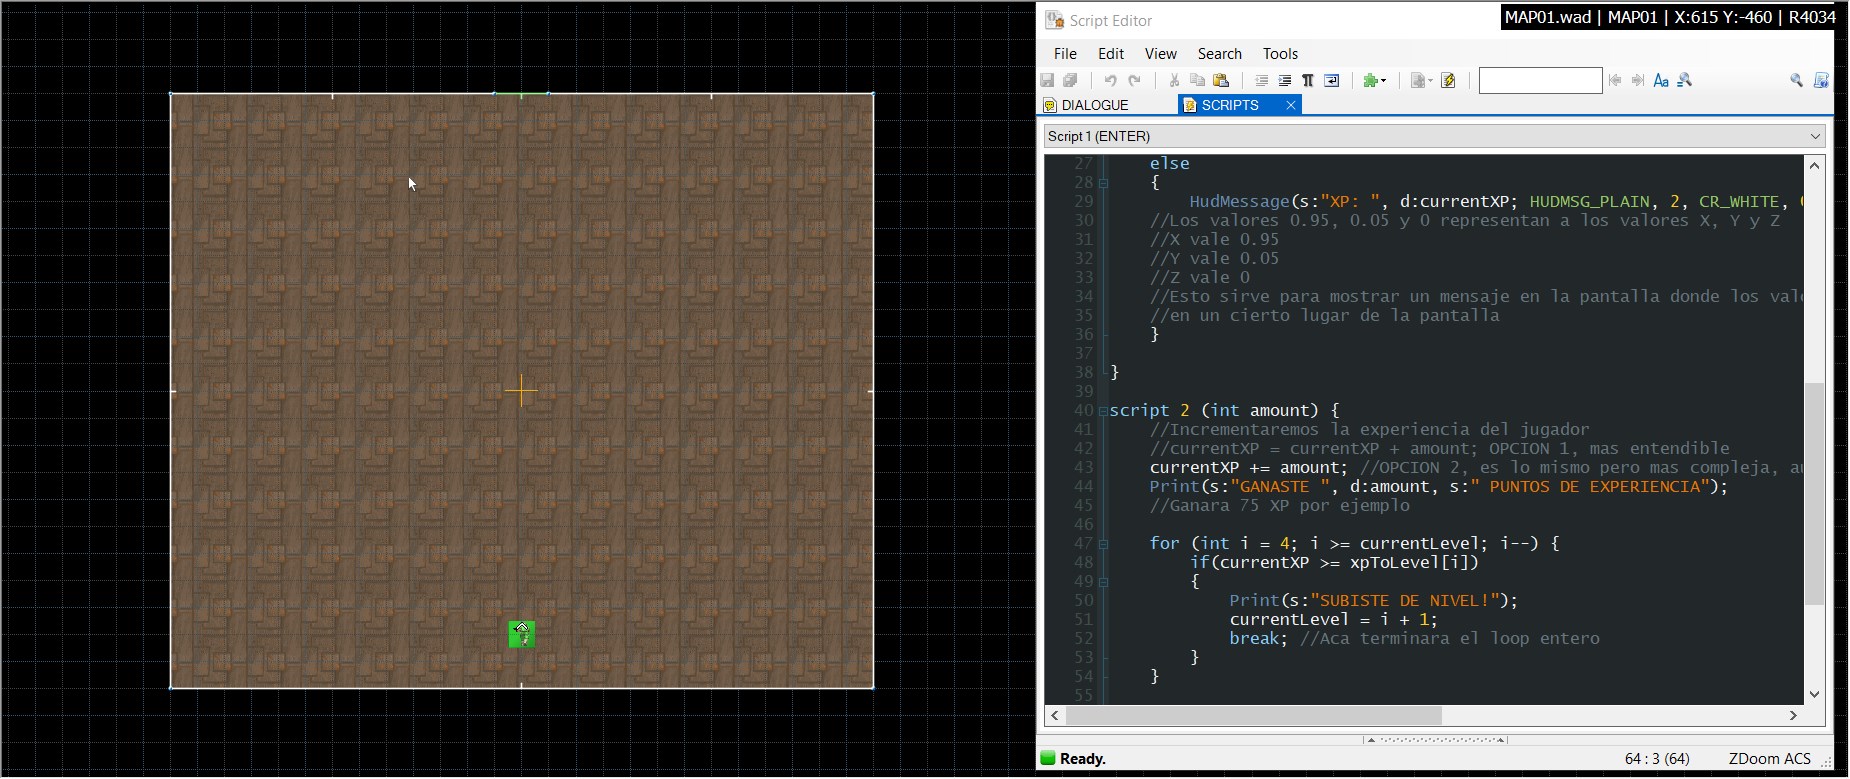 Script Editor
MAP01.wad | MAP01 | X:615 Y:-460 | R4034
File Edit View Search Tools
DIALOGUE SCRIPTS
Script 1 (ENTER)
27 else
28 {
29 HudMessage(s:"XP: ", d:currentXP; HUDMSG_PLAIN, 2, CR_WHITE,
30 //Los valores 0.95, 0.05 y 0 representan a los valores X, Y y Z
31 //X vale 0.95
32 //Y vale 0.05
33 //Z vale 0
34 //Esto sirve para mostrar un mensaje en la pantalla donde los
35 //en un cierto lugar de la pantalla
36 }
37
38 }
39
40 script 2 (int amount) {
41 //Incrementaremos la experiencia del jugador
42 //currentXP = currentXP + amount; OPCION 1, mas entendible
43 currentXP += amount; //OPCION 2, es lo mismo pero mas compleja,
44 Print(s:"GANASTE ", d:amount, s:" PUNTOS DE EXPERIENCIA");
45 //Ganara 75 XP por ejemplo
46
47 for (int i = 4; i >= currentLevel; i--) {
48 if(currentXP >= xpToLevel[i])
49 {
50 Print(s:"SUBISTE DE NIVEL!");
51 currentLevel = i + 1;
52 break; //Aca terminara el loop entero
53 }
54 }
55
Ready. 64 : 3 (64) ZDoom ACS